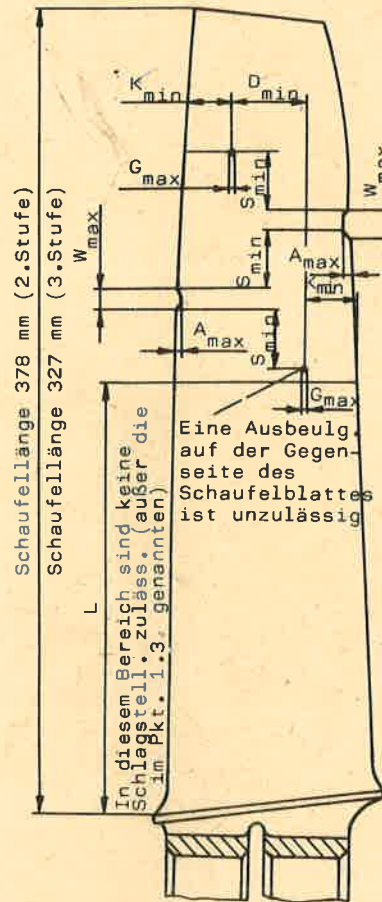 K min
D min
G max
S min
W max
W max
S min
A max
K min
A max
S min
G max
Schaufellänge 378 mm (2.Stufe)
Schaufellänge 327 mm (3.Stufe)
L
Eine Ausbeulg.
auf der Gegen-
seite des
Schaufelblattes
ist unzulässig
In diesem Bereich sind keine
Schlagstell. zuläss. (außer die
im Pkt. 1.3. genannten)